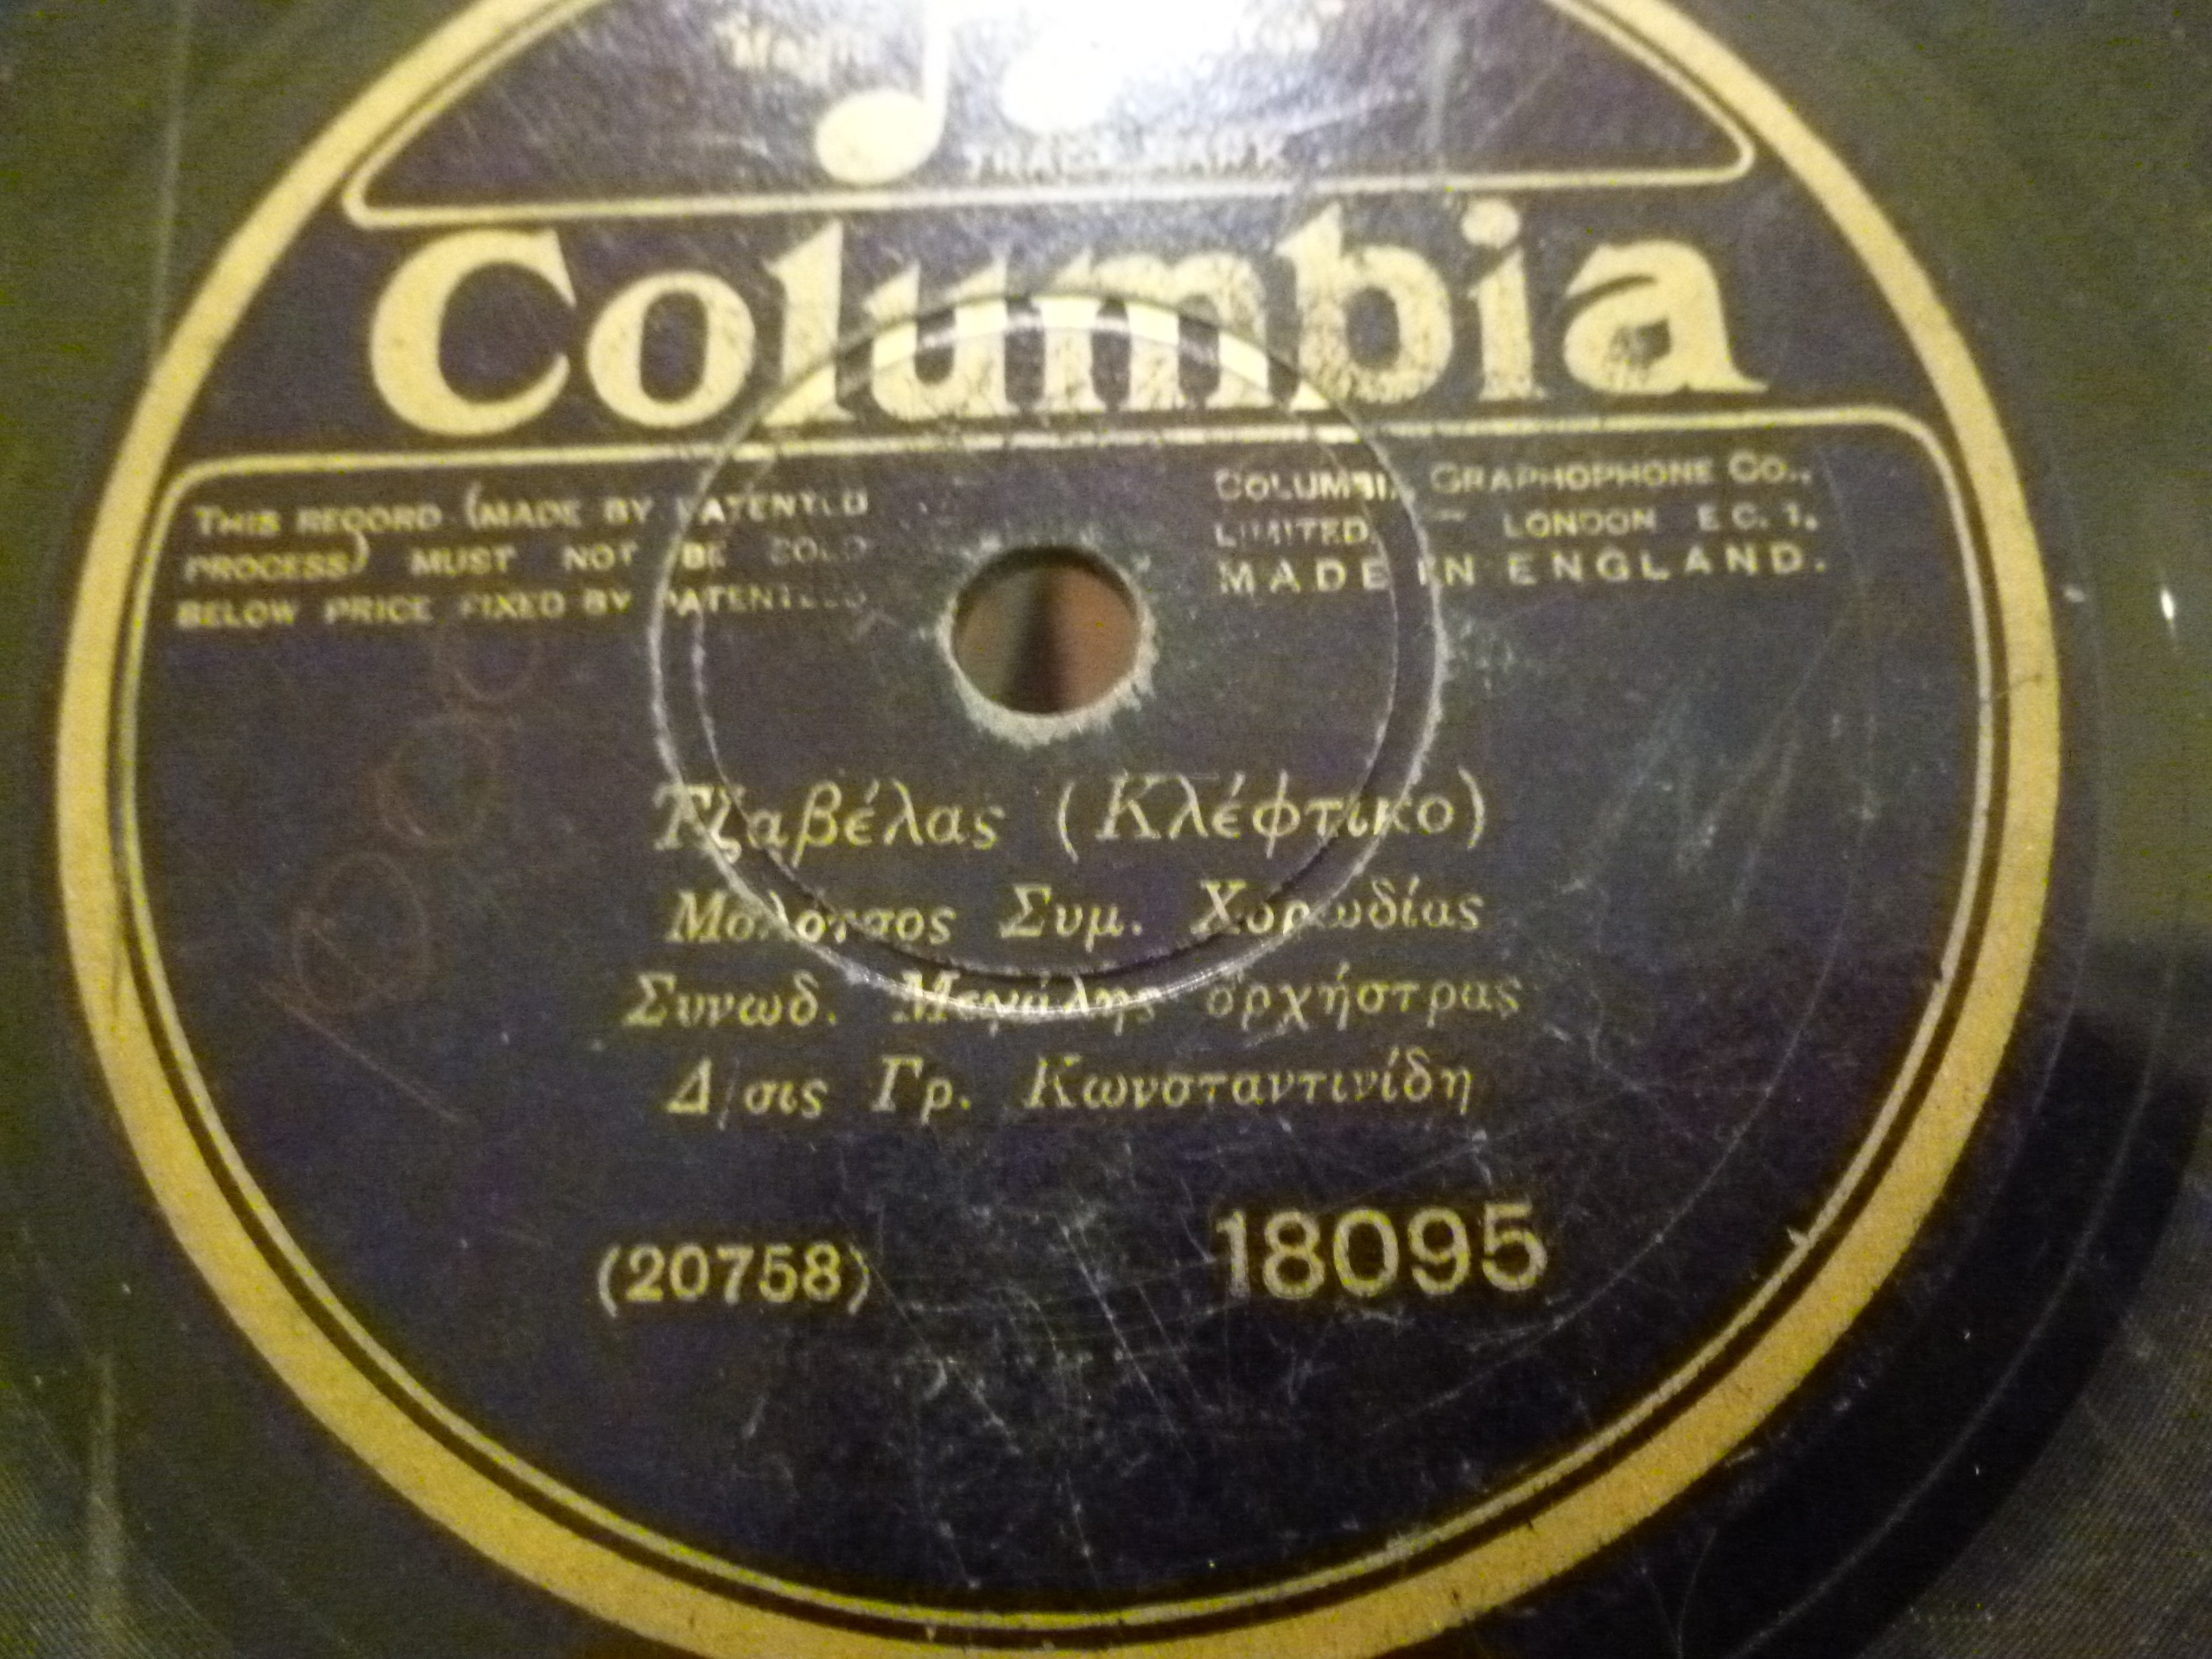 TRADE MARK
Columbia
THIS RECORD (MADE BY PATENTED
PROCESS) MUST NOT BE SOLD
BELOW PRICE FIXED BY PATENTEES
COLUMBIA GRAPHOPHONE CO.,
LIMITED, — LONDON E C. 1.
MADE IN ENGLAND.
Τζαβέλας (Κλέφτικο)
Μολότσος Συμ. Χορωδίας
Συνωδ. Μεγάλης ὀρχήστρας
Δ/σις Γρ. Κωνσταντινίδη
(20758) 18095